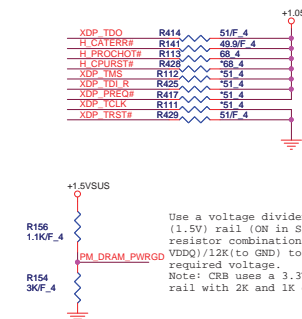 +1.05
XDP_TDO R414 51/F_4
H_CATERR# R141 49.9/F_4
H_PROCHOT# R113 68_4
H_CPURST# R428 *68_4
XDP_TMS R112 *51_4
XDP_TDI_R R425 *51_4
XDP_PREQ# R417 *51_4
XDP_TCLK R111 *51_4
XDP_TRST# R429 51/F_4
+1.5VSUS
R156
1.1K/F_4
PM_DRAM_PWRGD
R154
3K/F_4
Use a voltage divide
(1.5V) rail (ON in S
resistor combination
VDDQ)/12K(to GND) to
required voltage.
Note: CRB uses a 3.3
rail with 2K and 1K